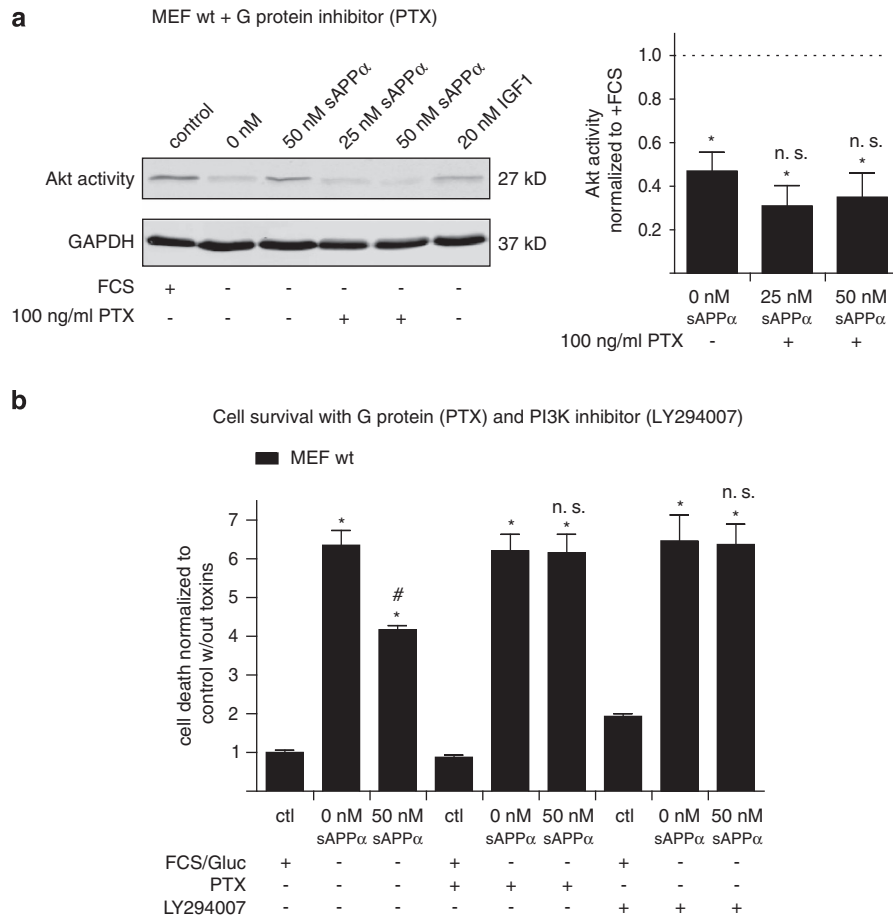 a
MEF wt + G protein inhibitor (PTX)
control
0 nM
50 nM sAPPα
25 nM sAPPα
50 nM sAPPα
20 nM IGF1
Akt activity
27 kD
GAPDH
37 kD
FCS
+ - - - - -
100 ng/ml PTX
- - - + + -
Akt activity
normalized to +FCS
1.0
0.8
0.6
0.4
0.2
*
n. s.
*
n. s.
*
0 nM 25 nM 50 nM
sAPPα sAPPα sAPPα
100 ng/ml PTX - + +
b
Cell survival with G protein (PTX) and PI3K inhibitor (LY294007)
MEF wt
cell death normalized to
control w/out toxins
7
6
5
4
3
2
1
*
#
*
*
n. s.
*
*
n. s.
*
ctl 0 nM 50 nM ctl 0 nM 50 nM ctl 0 nM 50 nM
sAPPα sAPPα sAPPα sAPPα sAPPα sAPPα
FCS/Gluc + - - + - - + - -
PTX - - - + + + - - -
LY294007 - - - - - - + + +